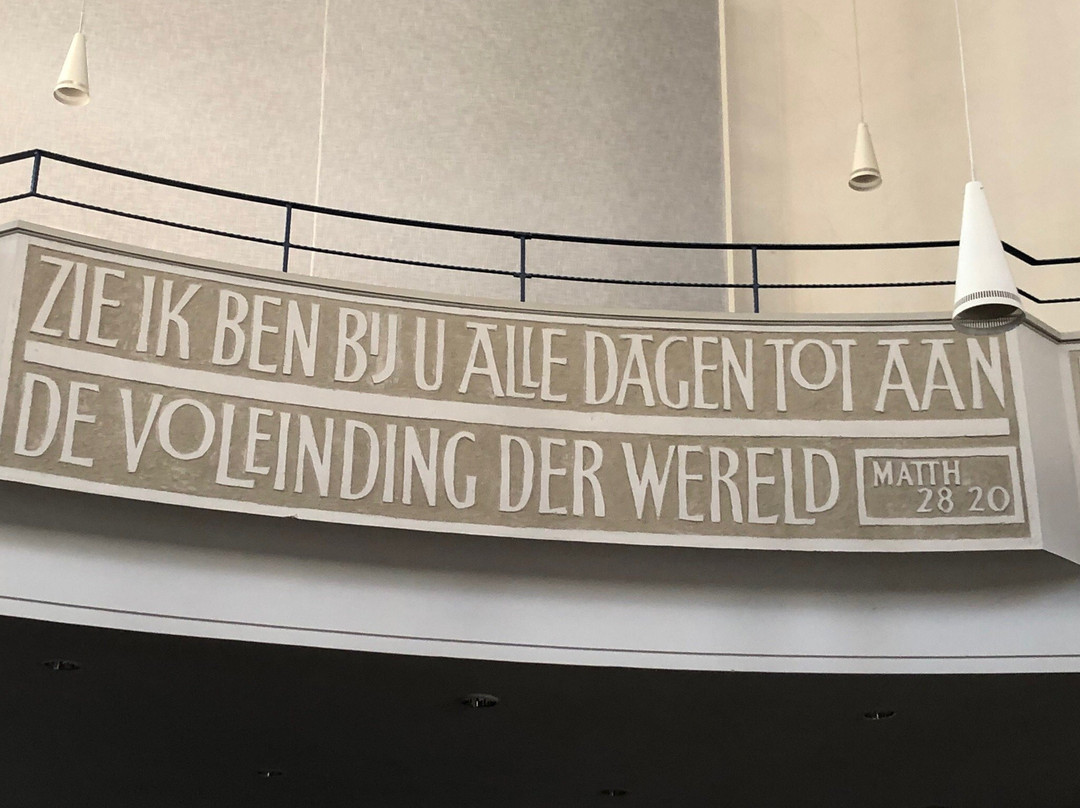 ZIE IK BEN BIJ U ALLE DAGEN TOT AAN
DE VOLEINDING DER WERELD
MATTH
28 20